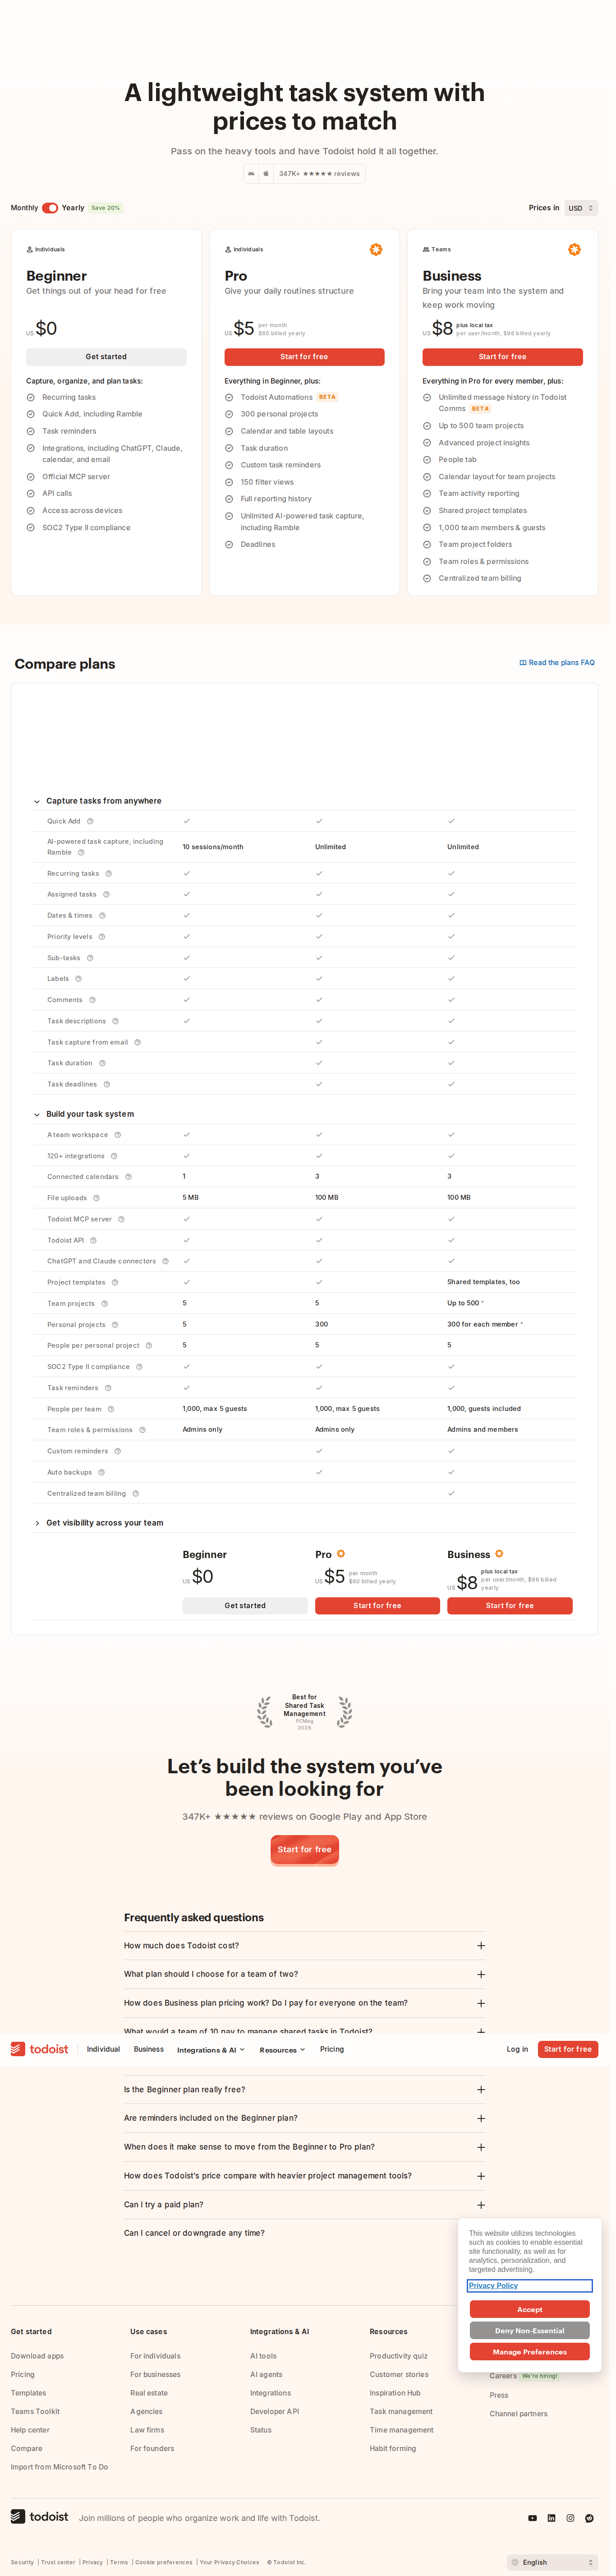 A lightweight task system with
prices to match
Pass on the heavy tools and have Todoist hold it all together.
347K+ ★★★★★ reviews
Monthly Yearly Save 20%
Prices in USD
Individuals
Beginner
Get things out of your head for free
US $0
Get started
Capture, organize, and plan tasks:
Recurring tasks
Quick Add, including Ramble
Task reminders
Integrations, including ChatGPT, Claude,
calendar, and email
Official MCP server
API calls
Access across devices
SOC2 Type II compliance
Individuals
Pro
Give your daily routines structure
US $5 per month
$60 billed yearly
Start for free
Everything in Beginner, plus:
Todoist Automations BETA
300 personal projects
Calendar and table layouts
Task duration
Custom task reminders
150 filter views
Full reporting history
Unlimited AI-powered task capture,
including Ramble
Deadlines
Teams
Business
Bring your team into the system and
keep work moving
US $8 plus local tax
per user/month, $96 billed yearly
Start for free
Everything in Pro for every member, plus:
Unlimited message history in Todoist
Comms BETA
Up to 500 team projects
Advanced project insights
People tab
Calendar layout for team projects
Team activity reporting
Shared project templates
1,000 team members & guests
Team project folders
Team roles & permissions
Centralized team billing
Compare plans
Read the plans FAQ
Capture tasks from anywhere
Quick Add
AI-powered task capture, including
Ramble
10 sessions/month Unlimited Unlimited
Recurring tasks
Assigned tasks
Dates & times
Priority levels
Sub-tasks
Labels
Comments
Task descriptions
Task capture from email
Task duration
Task deadlines
Build your task system
A team workspace
120+ integrations
Connected calendars 1 3 3
File uploads 5 MB 100 MB 100 MB
Todoist MCP server
Todoist API
ChatGPT and Claude connectors
Project templates Shared templates, too
Team projects 5 5 Up to 500 *
Personal projects 5 300 300 for each member *
People per personal project 5 5 5
SOC2 Type II compliance
Task reminders
People per team 1,000, max 5 guests 1,000, max 5 guests 1,000, guests included
Team roles & permissions Admins only Admins only Admins and members
Custom reminders
Auto backups
Centralized team billing
Get visibility across your team
Beginner
US $0
Get started
Pro
US $5 per month
$60 billed yearly
Start for free
Business
US $8 plus local tax
per user/month, $96 billed
yearly
Start for free
Best for
Shared Task
Management
PCMag
2026
Let’s build the system you’ve
been looking for
347K+ ★★★★★ reviews on Google Play and App Store
Start for free
Frequently asked questions
How much does Todoist cost?
What plan should I choose for a team of two?
How does Business plan pricing work? Do I pay for everyone on the team?
What would a team of 10 pay to manage shared tasks in Todoist?
todoist Individual Business Integrations & AI Resources Pricing Log in Start for free
Is the Beginner plan really free?
Are reminders included on the Beginner plan?
When does it make sense to move from the Beginner to Pro plan?
How does Todoist’s price compare with heavier project management tools?
Can I try a paid plan?
Can I cancel or downgrade any time?
This website utilizes technologies
such as cookies to enable essential
site functionality, as well as for
analytics, personalization, and
targeted advertising.
Privacy Policy
Accept
Deny Non-Essential
Manage Preferences
Get started
Download apps
Pricing
Templates
Teams Toolkit
Help center
Compare
Import from Microsoft To Do
Use cases
For individuals
For businesses
Real estate
Agencies
Law firms
For founders
Integrations & AI
AI tools
AI agents
Integrations
Developer API
Status
Resources
Productivity quiz
Customer stories
Inspiration Hub
Task management
Time management
Habit forming
Careers We’re hiring!
Press
Channel partners
todoist Join millions of people who organize work and life with Todoist.
Security | Trust center | Privacy | Terms | Cookie preferences | Your Privacy Choices © Todoist Inc.
English